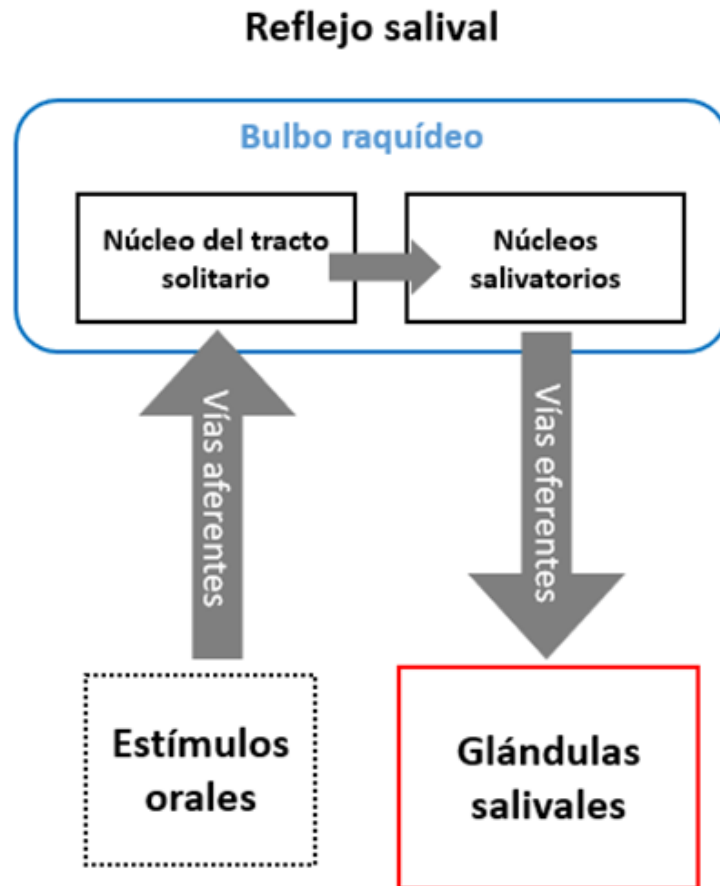 Reflejo salival
Bulbo raquídeo
Núcleo del tracto
solitario
Núcleos
salivatorios
Vías aferentes
Vías eferentes
Estímulos
orales
Glándulas
salivales